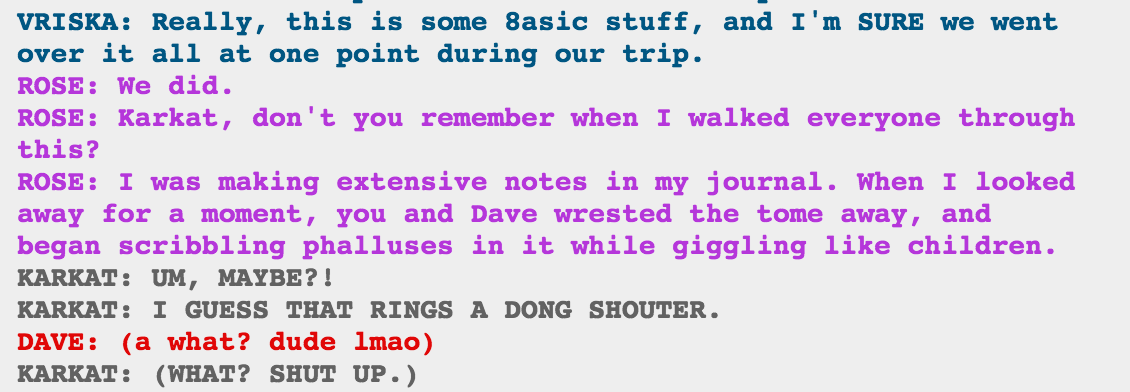 VRISKA: Really, this is some 8asic stuff, and I'm SURE we went
over it all at one point during our trip.
ROSE: We did.
ROSE: Karkat, don't you remember when I walked everyone through
this?
ROSE: I was making extensive notes in my journal. When I looked
away for a moment, you and Dave wrested the tome away, and
began scribbling phalluses in it while giggling like children.
KARKAT: UM, MAYBE?!
KARKAT: I GUESS THAT RINGS A DONG SHOUTER.
DAVE: (a what? dude lmao)
KARKAT: (WHAT? SHUT UP.)